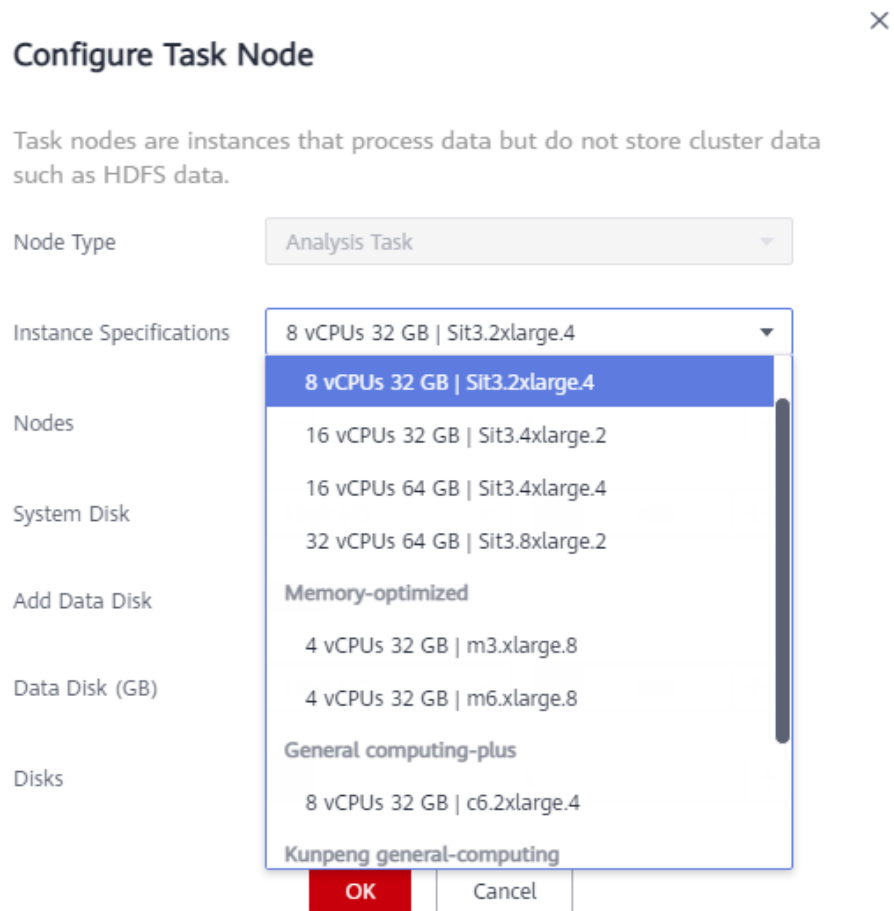 Configure Task Node
Task nodes are instances that process data but do not store cluster data
such as HDFS data.
Node Type
Analysis Task
Instance Specifications
8 vCPUs 32 GB | Sit3.2xlarge.4
8 vCPUs 32 GB | Sit3.2xlarge.4
Nodes
16 vCPUs 32 GB | Sit3.4xlarge.2
16 vCPUs 64 GB | Sit3.4xlarge.4
System Disk
32 vCPUs 64 GB | Sit3.8xlarge.2
Memory-optimized
Add Data Disk
4 vCPUs 32 GB | m3.xlarge.8
Data Disk (GB)
4 vCPUs 32 GB | m6.xlarge.8
General computing-plus
Disks
8 vCPUs 32 GB | c6.2xlarge.4
Kunpeng general-computing
OK
Cancel